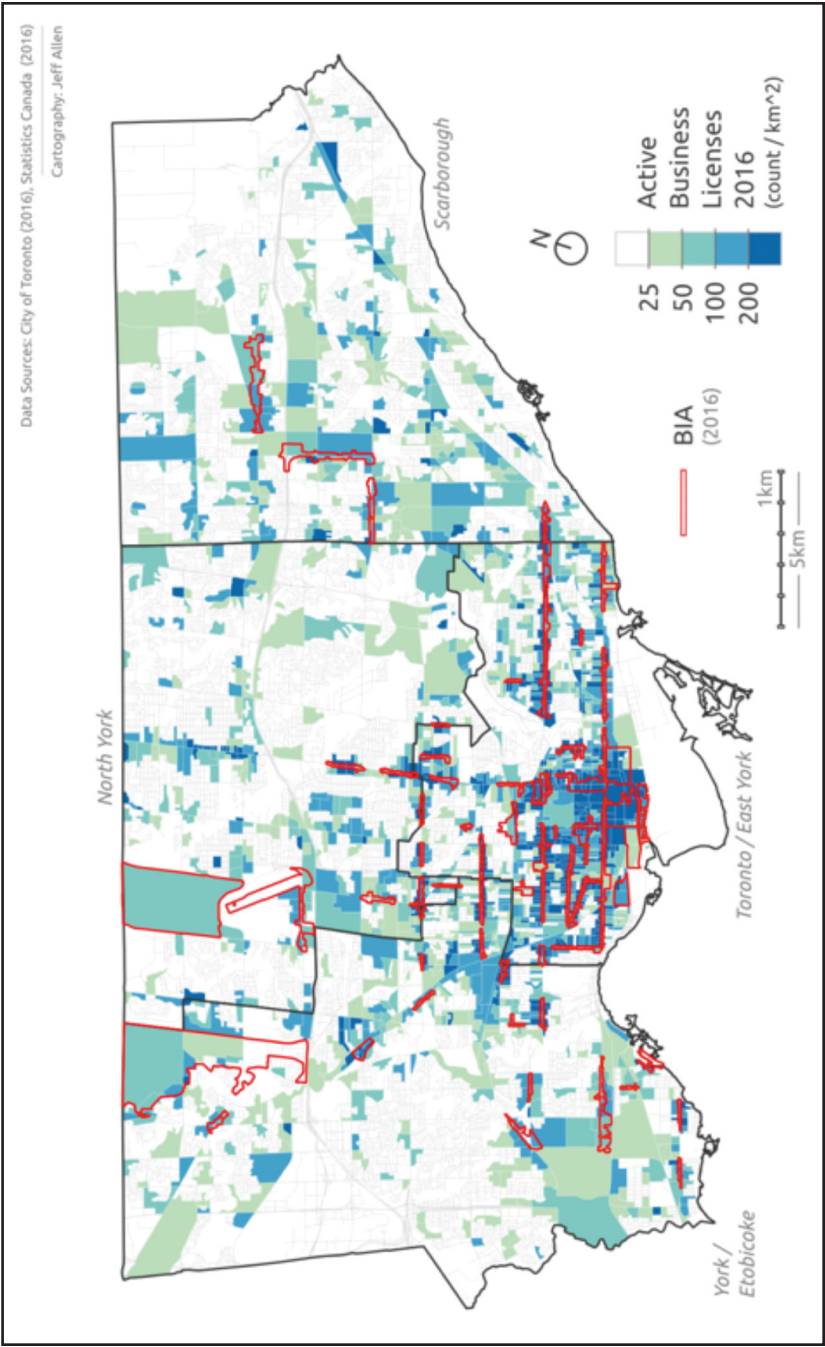 Data Sources: City of Toronto (2016), Statistics Canada (2016)
Cartography: Jeff Allen
North York
Scarborough
Toronto / East York
York /
Etobicoke
N
25
50
100
200
Active
Business
Licenses
2016
(count / km^2)
BIA
(2016)
1km
5km